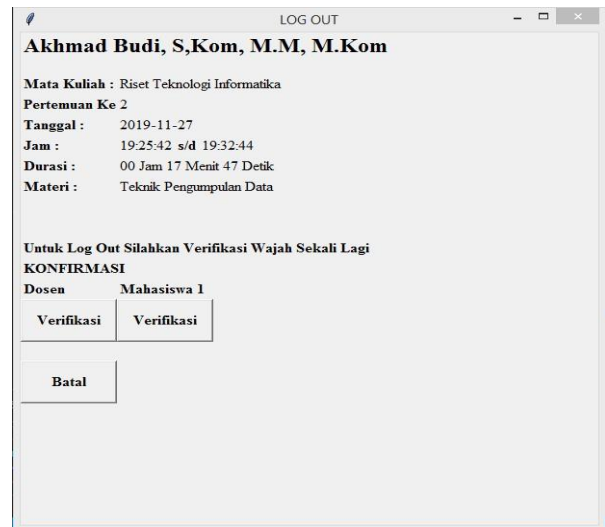 LOG OUT
Akhmad Budi, S,Kom, M.M, M.Kom
Mata Kuliah : Riset Teknologi Informatika
Pertemuan Ke 2
Tanggal : 2019-11-27
Jam : 19:25:42 s/d 19:32:44
Durasi : 00 Jam 17 Menit 47 Detik
Materi : Teknik Pengumpulan Data
Untuk Log Out Silahkan Verifikasi Wajah Sekali Lagi
KONFIRMASI
Dosen Mahasiswa 1
Verifikasi Verifikasi
Batal